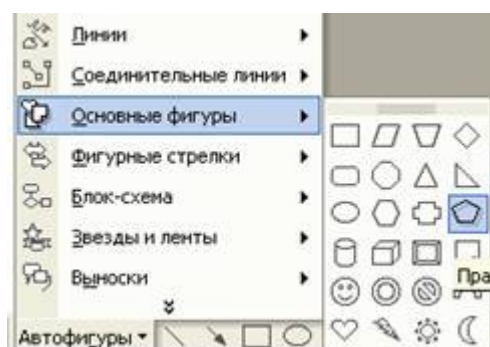 Линии
Соединительные линии
Основные фигуры
Фигурные стрелки
Блок-схема
Звезды и ленты
Выноски
Пра
Автофигуры